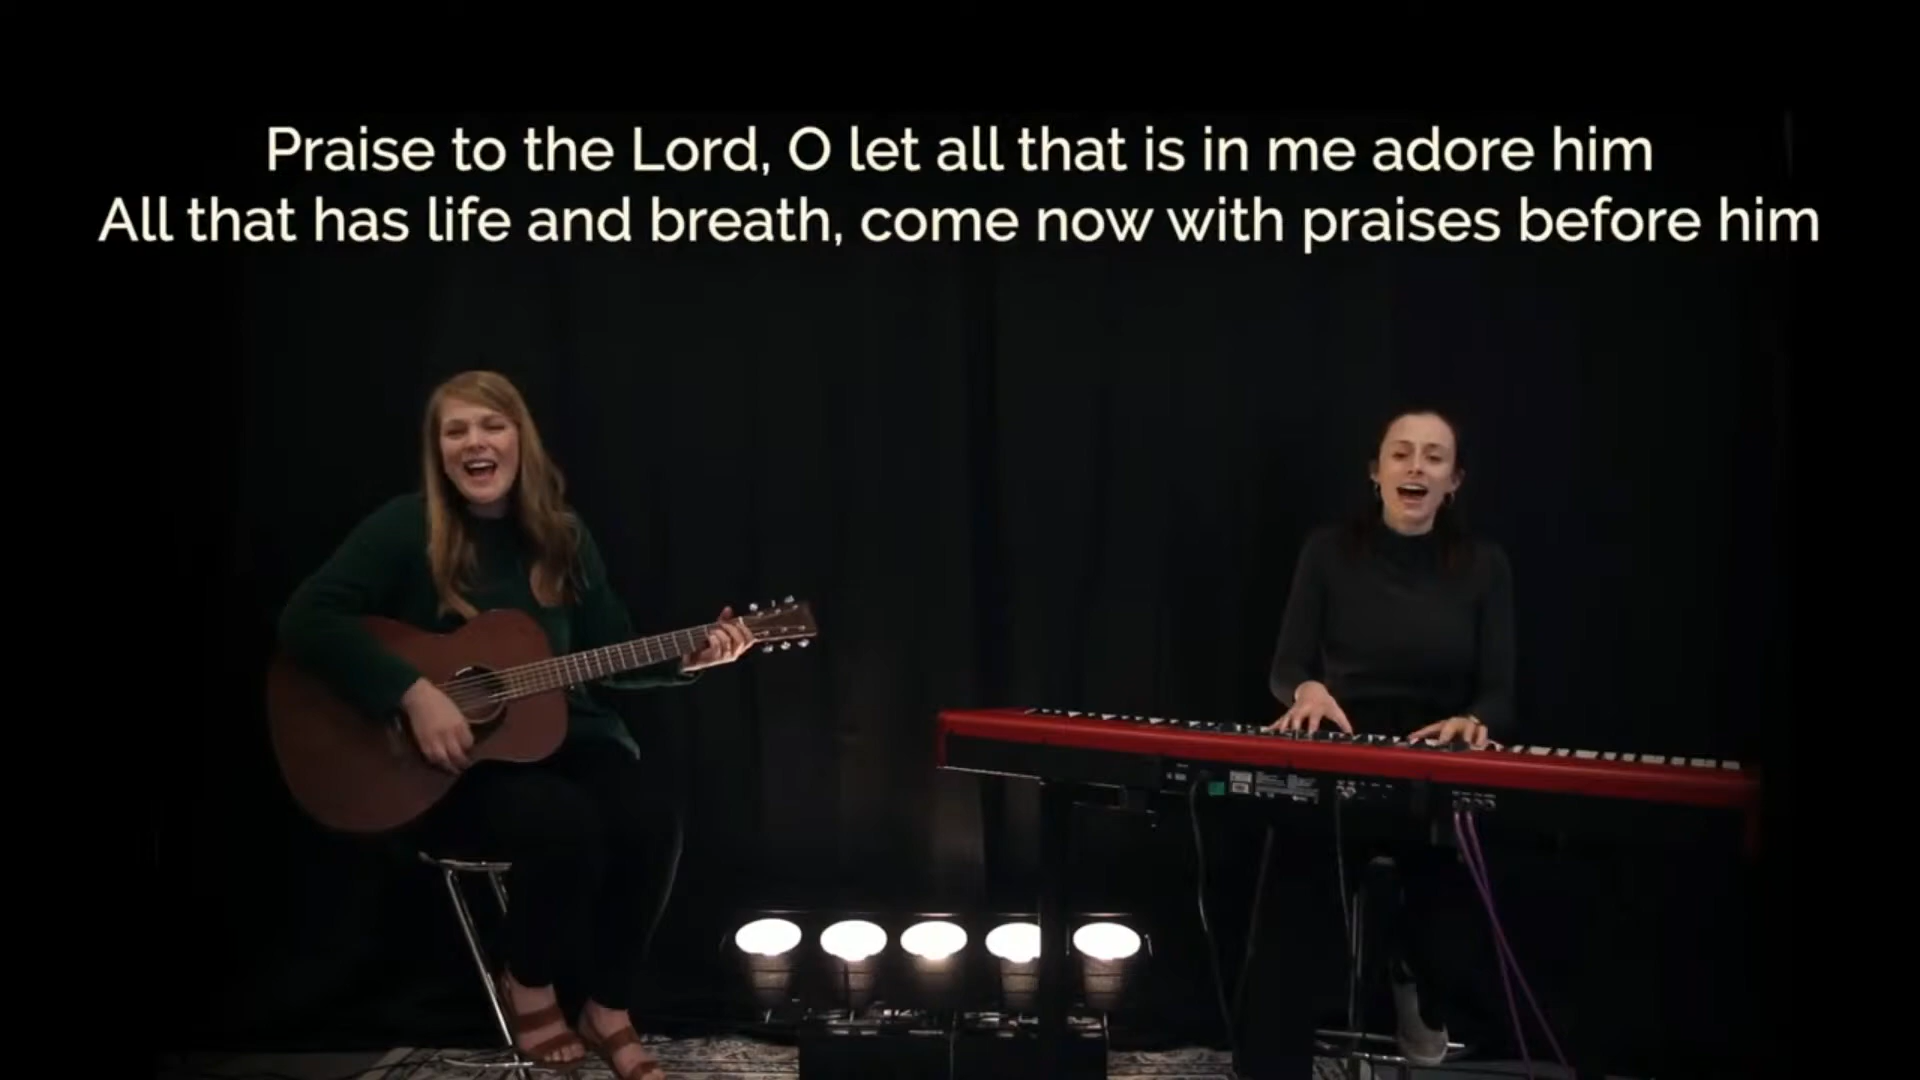 Praise to the Lord, O let all that is in me adore him
All that has life and breath, come now with praises before him